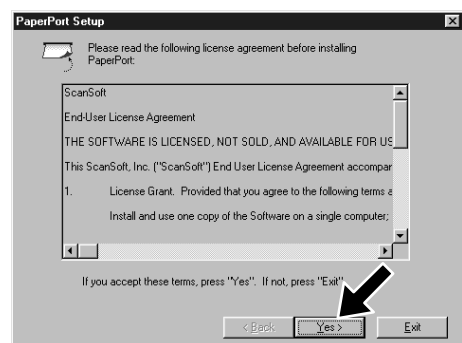 PaperPort Setup
Please read the following license agreement before installing
PaperPort:
ScanSoft
End-User License Agreement
THE SOFTWARE IS LICENSED, NOT SOLD, AND AVAILABLE FOR US
This ScanSoft, Inc. ("ScanSoft") End User License Agreement accompar
1. License Grant. Provided that you agree to the following terms a
Install and use one copy of the Software on a single computer;
If you accept these terms, press "Yes". If not, press "Exit"
< Back Yes > Exit